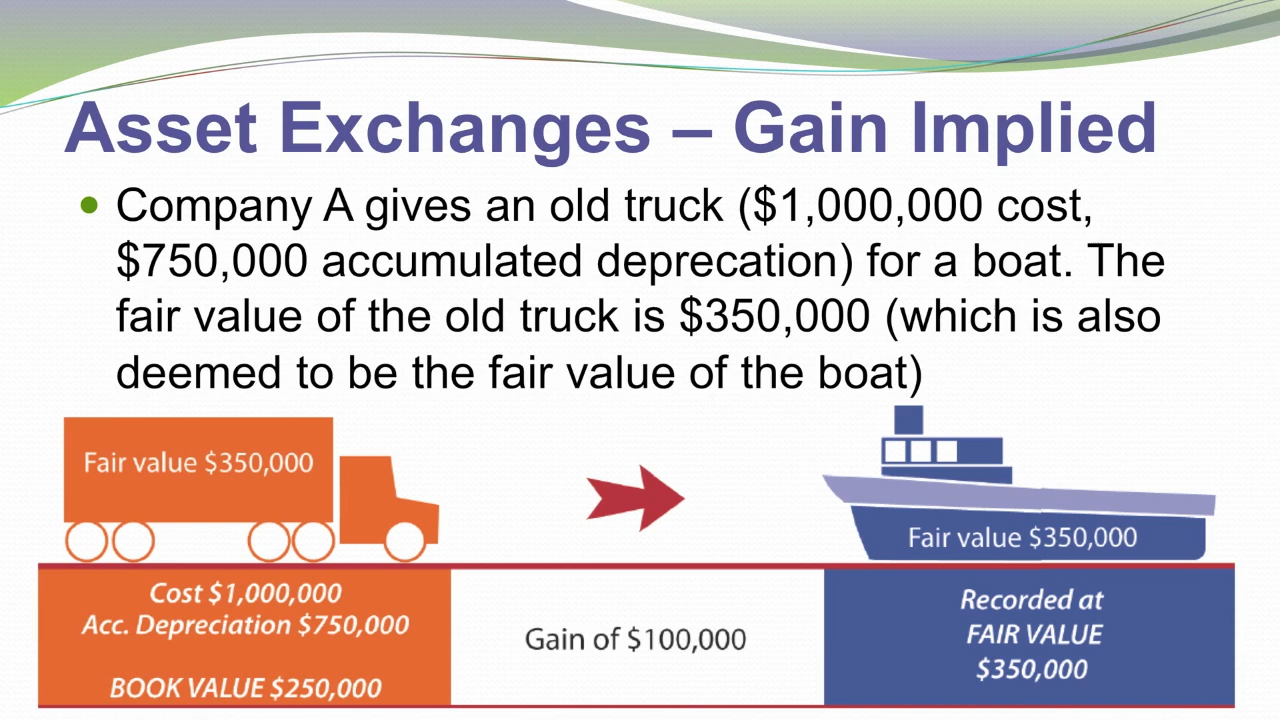 Asset Exchanges – Gain Implied
• Company A gives an old truck ($1,000,000 cost,
$750,000 accumulated deprecation) for a boat. The
fair value of the old truck is $350,000 (which is also
deemed to be the fair value of the boat)
Fair value $350,000
Fair value $350,000
Cost $1,000,000
Acc. Depreciation $750,000
BOOK VALUE $250,000
Gain of $100,000
Recorded at
FAIR VALUE
$350,000